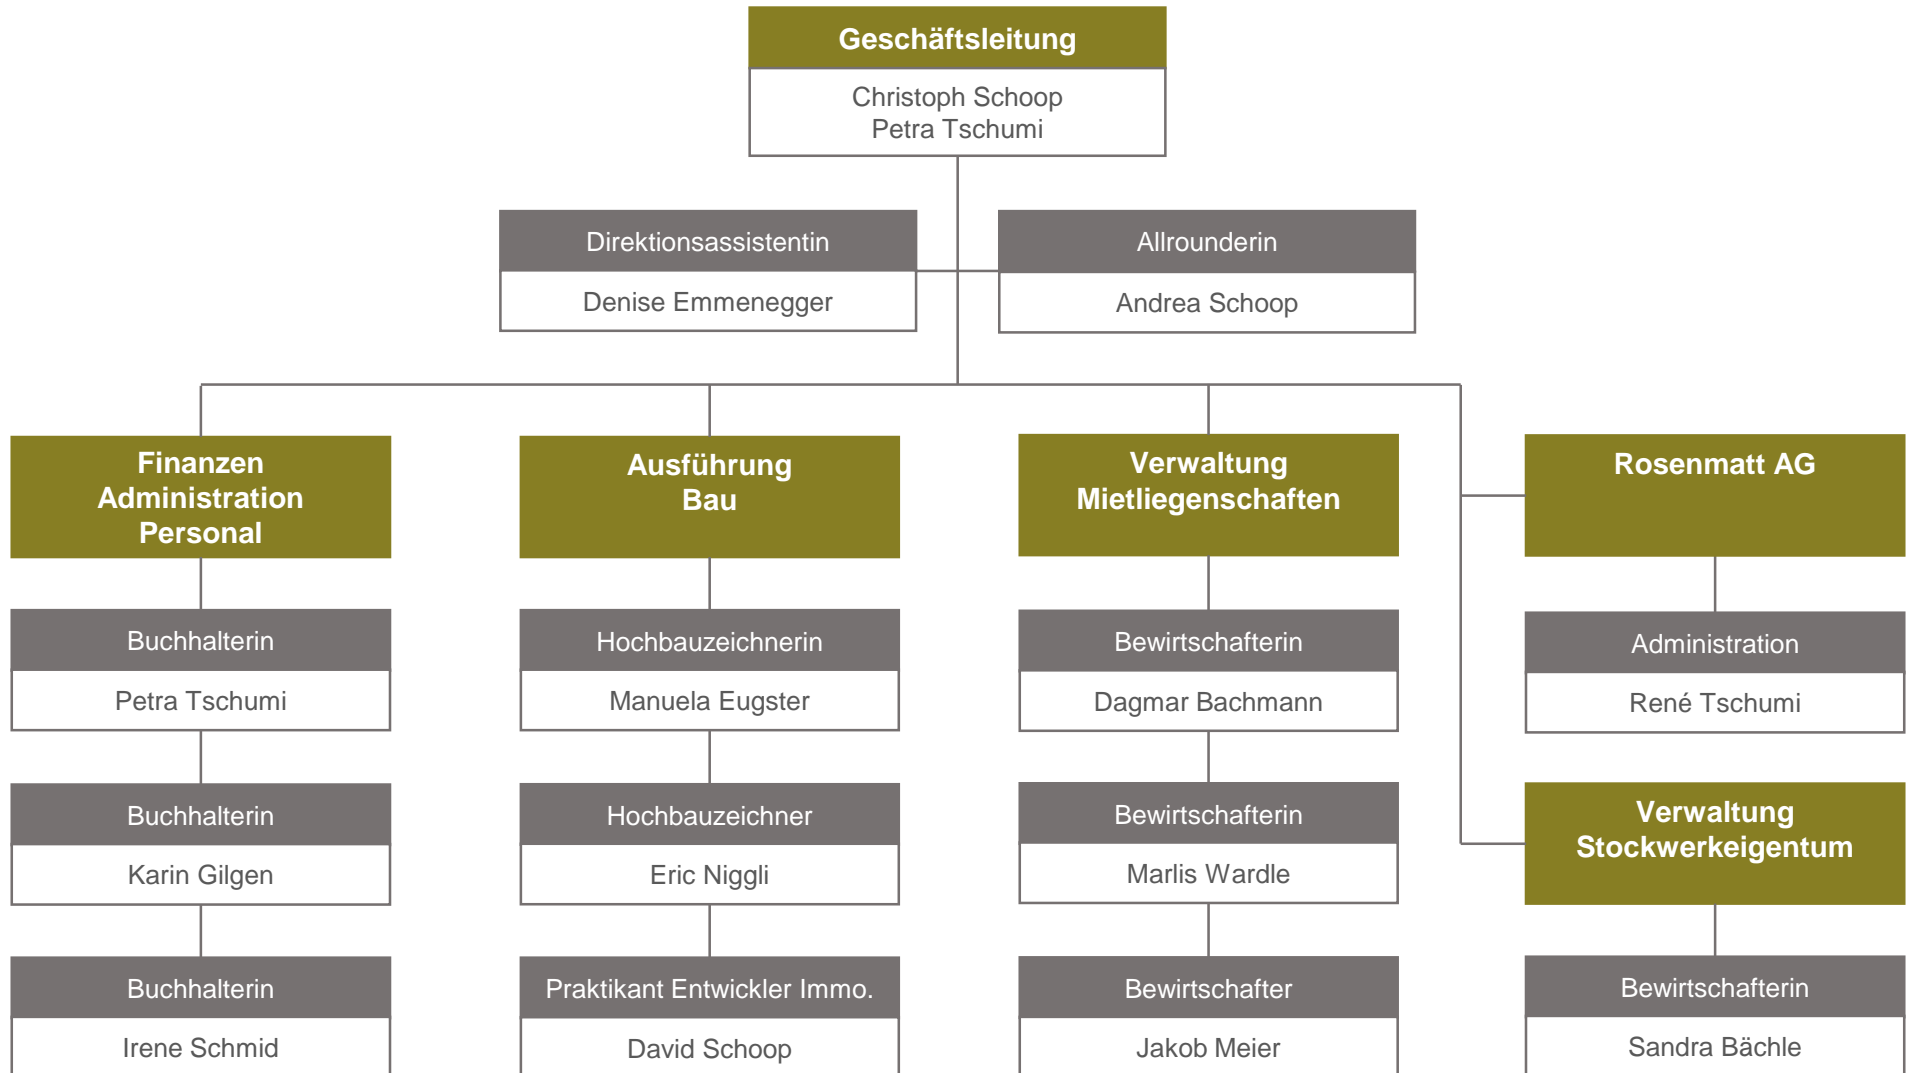 Geschäftsleitung
Christoph Schoop
Petra Tschumi
Direktionsassistentin
Denise Emmenegger
Allrounderin
Andrea Schoop
Finanzen
Administration
Personal
Buchhalterin
Petra Tschumi
Buchhalterin
Karin Gilgen
Buchhalterin
Irene Schmid
Ausführung
Bau
Hochbauzeichnerin
Manuela Eugster
Hochbauzeichner
Eric Niggli
Praktikant Entwickler Immo.
David Schoop
Verwaltung
Mietliegenschaften
Bewirtschafterin
Dagmar Bachmann
Bewirtschafterin
Marlis Wardle
Bewirtschafter
Jakob Meier
Rosenmatt AG
Administration
René Tschumi
Verwaltung
Stockwerkeigentum
Bewirtschafterin
Sandra Bächle